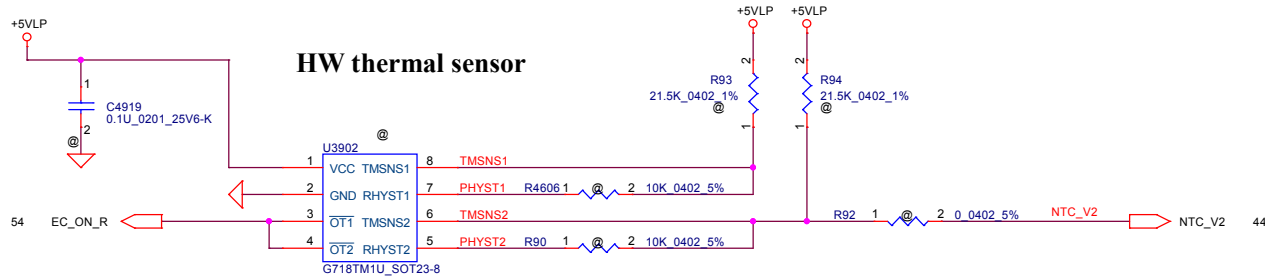 +5VLP
+5VLP
+5VLP
HW thermal sensor
1
C4919
0.1U_0201_25V6-K
2
@
2
R93
21.5K_0402_1%
@
1
2
R94
21.5K_0402_1%
@
1
@
U3902
1 VCC TMSNS1 8 TMSNS1
2 GND RHYST1 7 PHYST1 R4606 1 @ 2 10K_0402_5%
54 EC_ON_R 3 OT1 TMSNS2 6 TMSNS2 R92 1 @ 2 0_0402_5% NTC_V2 NTC_V2 44
4 OT2 RHYST2 5 PHYST2 R90 1 @ 2 10K_0402_5%
G718TM1U_SOT23-8